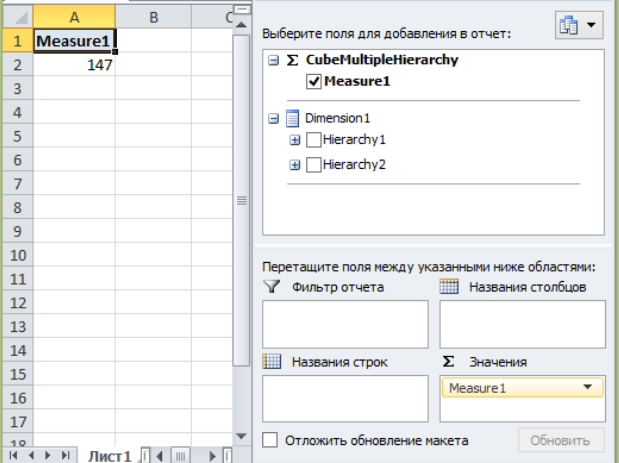 A B C
1 Measure1
2 147
3
4
5
6
7
8
9
10
11
12
13
14
15
16
17
18
Лист1
Выберите поля для добавления в отчет:
Σ CubeMultipleHierarchy
Measure1
Dimension1
Hierarchy1
Hierarchy2
Перетащите поля между указанными ниже областями:
Фильтр отчета Названия столбцов
Названия строк Σ Значения
Measure1
Отложить обновление макета Обновить